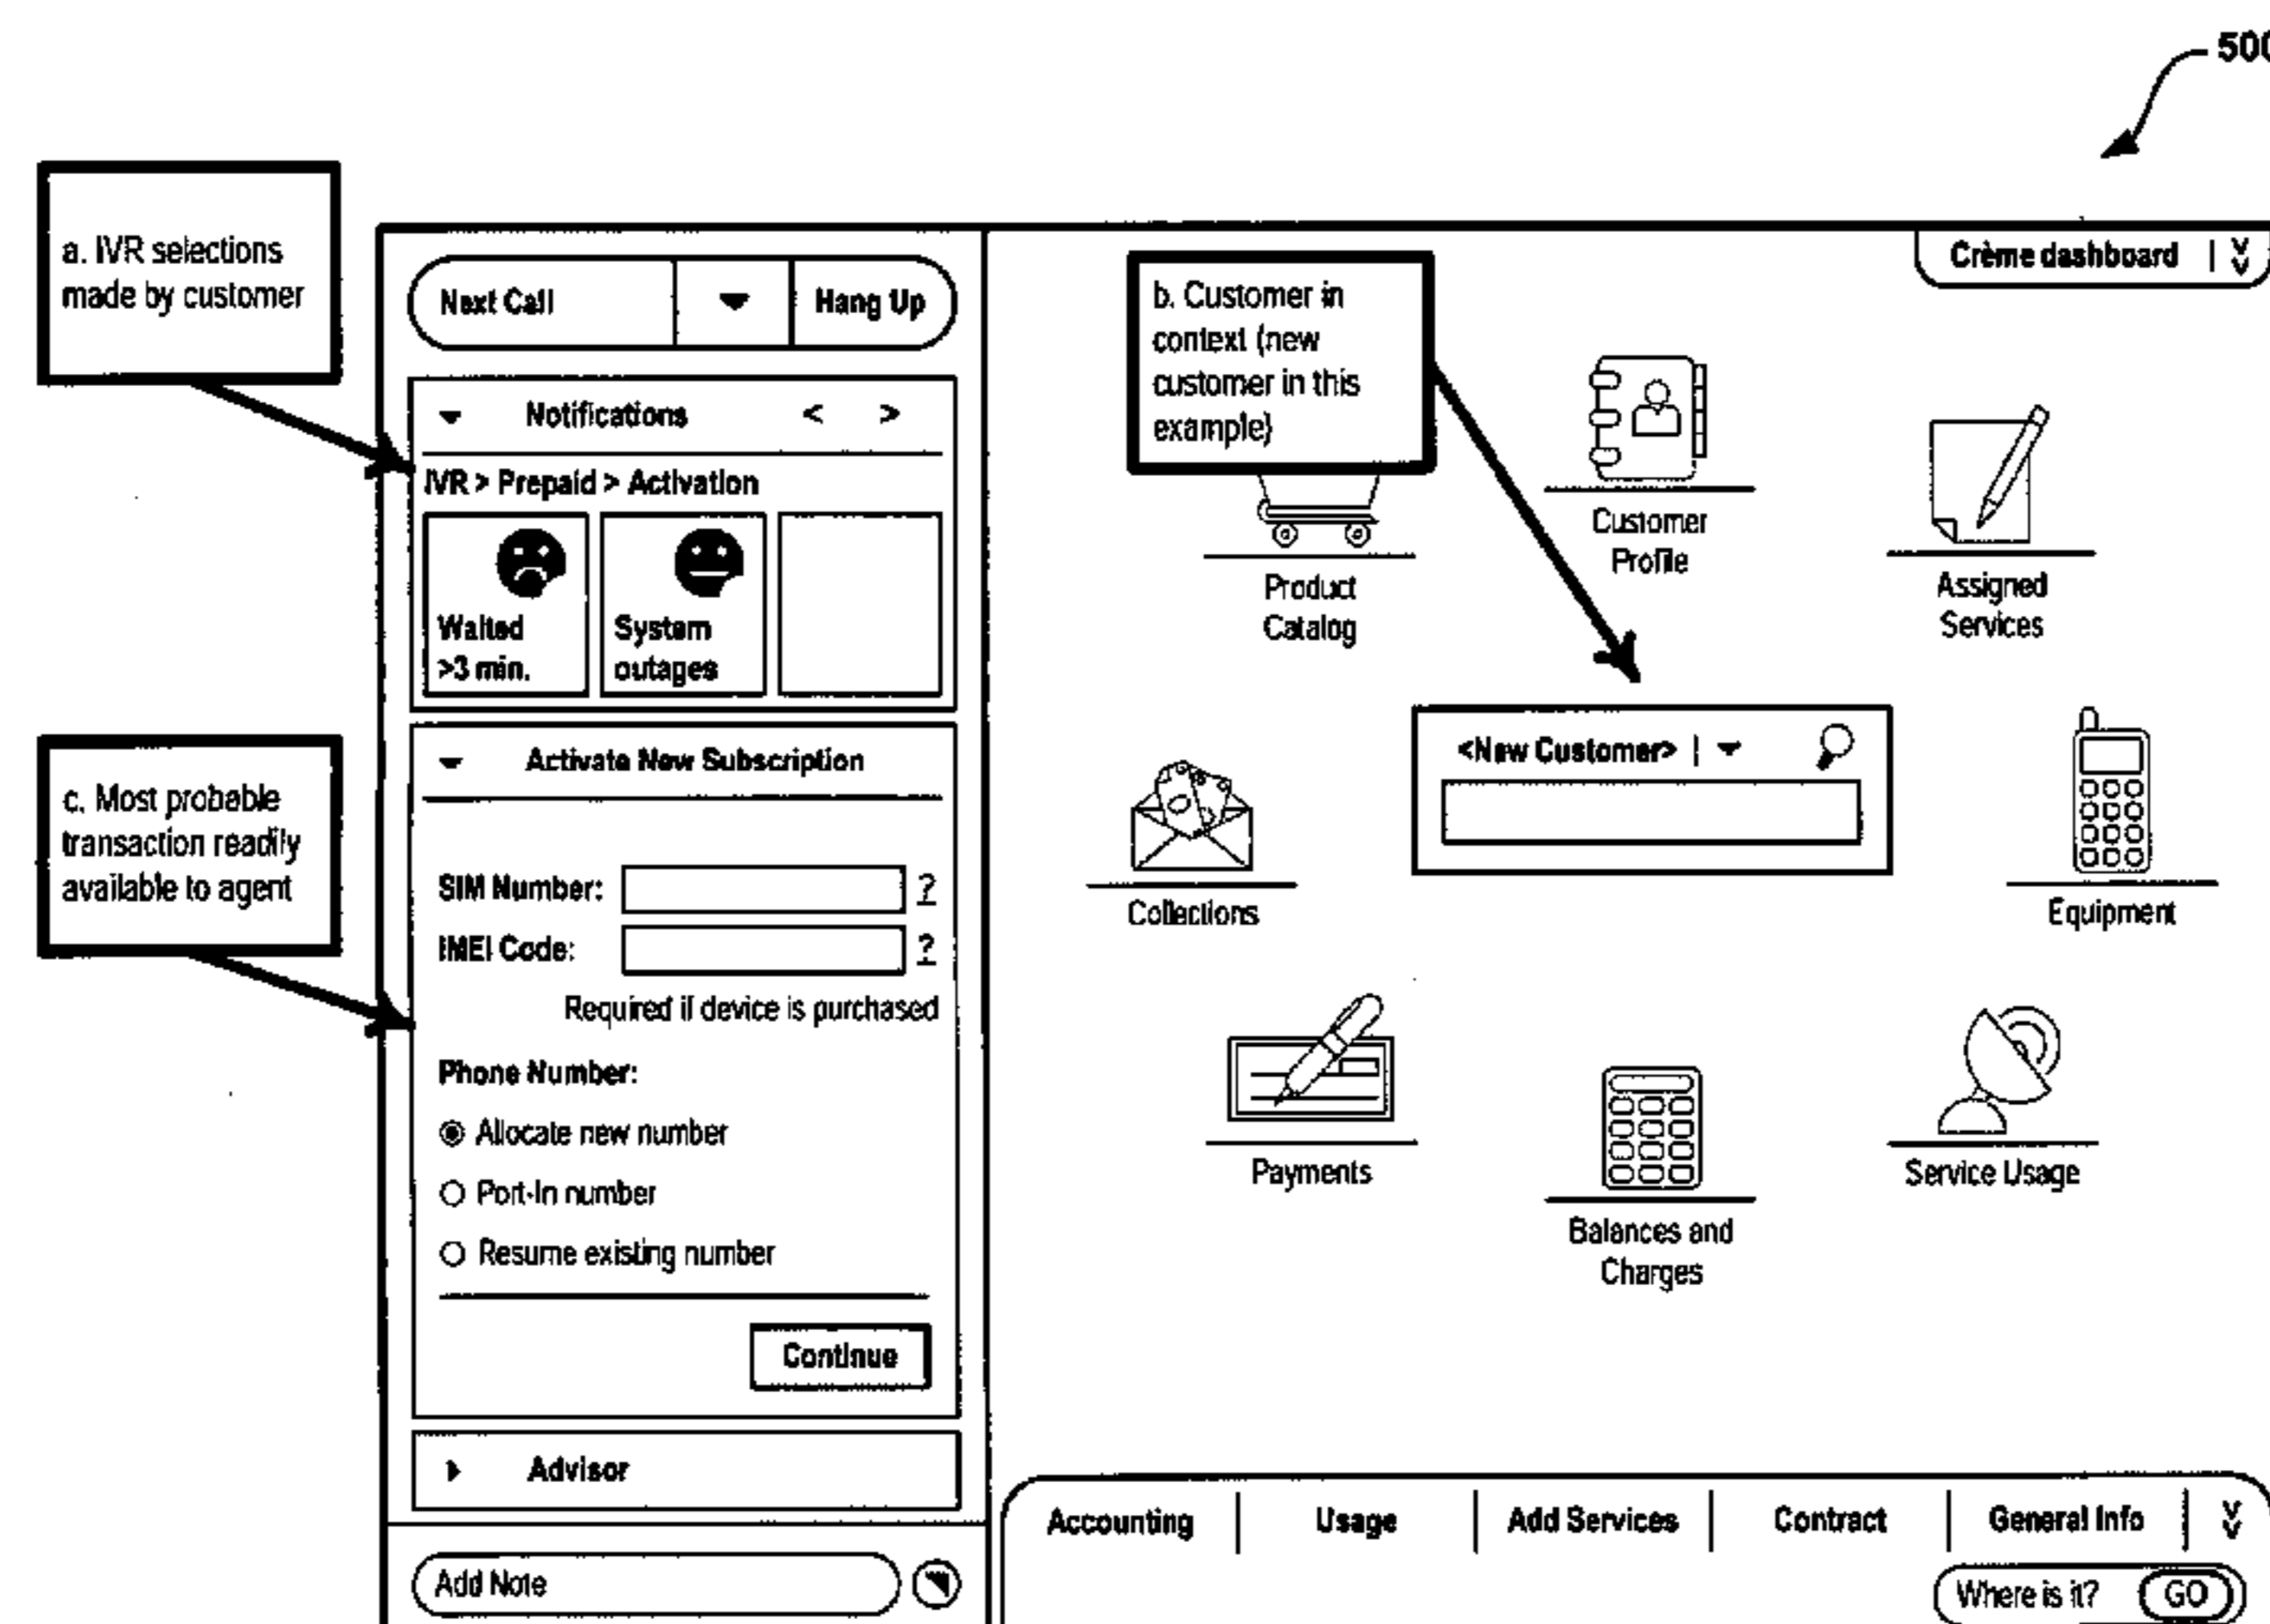 500
a. IVR selections
made by customer
Next Call
Hang Up
Crème dashboard
b. Customer in
context (new
customer in this
example)
Notifications < >
IVR > Prepaid > Activation
Waited
>3 min.
System
outages
Product
Catalog
Customer
Profile
Assigned
Services
c. Most probable
transaction readily
available to agent
Activate New Subscription
<New Customer>
SIM Number: ?
IMEI Code: ?
Required if device is purchased
Collections
Equipment
Phone Number:
Allocate new number
Port-In number
Resume existing number
Payments
Balances and
Charges
Service Usage
Continue
Advisor
Accounting | Usage | Add Services | Contract | General Info
Add Note
Where is it? GO